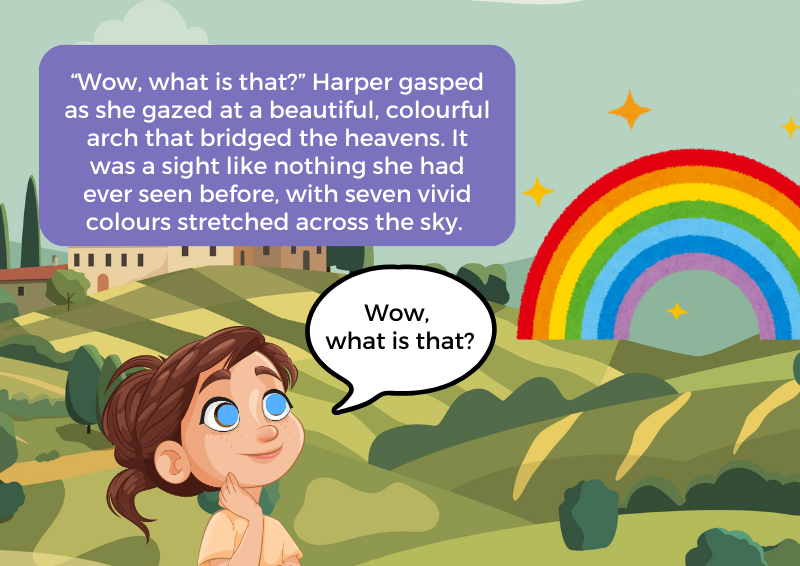 “Wow, what is that?” Harper gasped
as she gazed at a beautiful, colourful
arch that bridged the heavens. It
was a sight like nothing she had
ever seen before, with seven vivid
colours stretched across the sky.
Wow,
what is that?